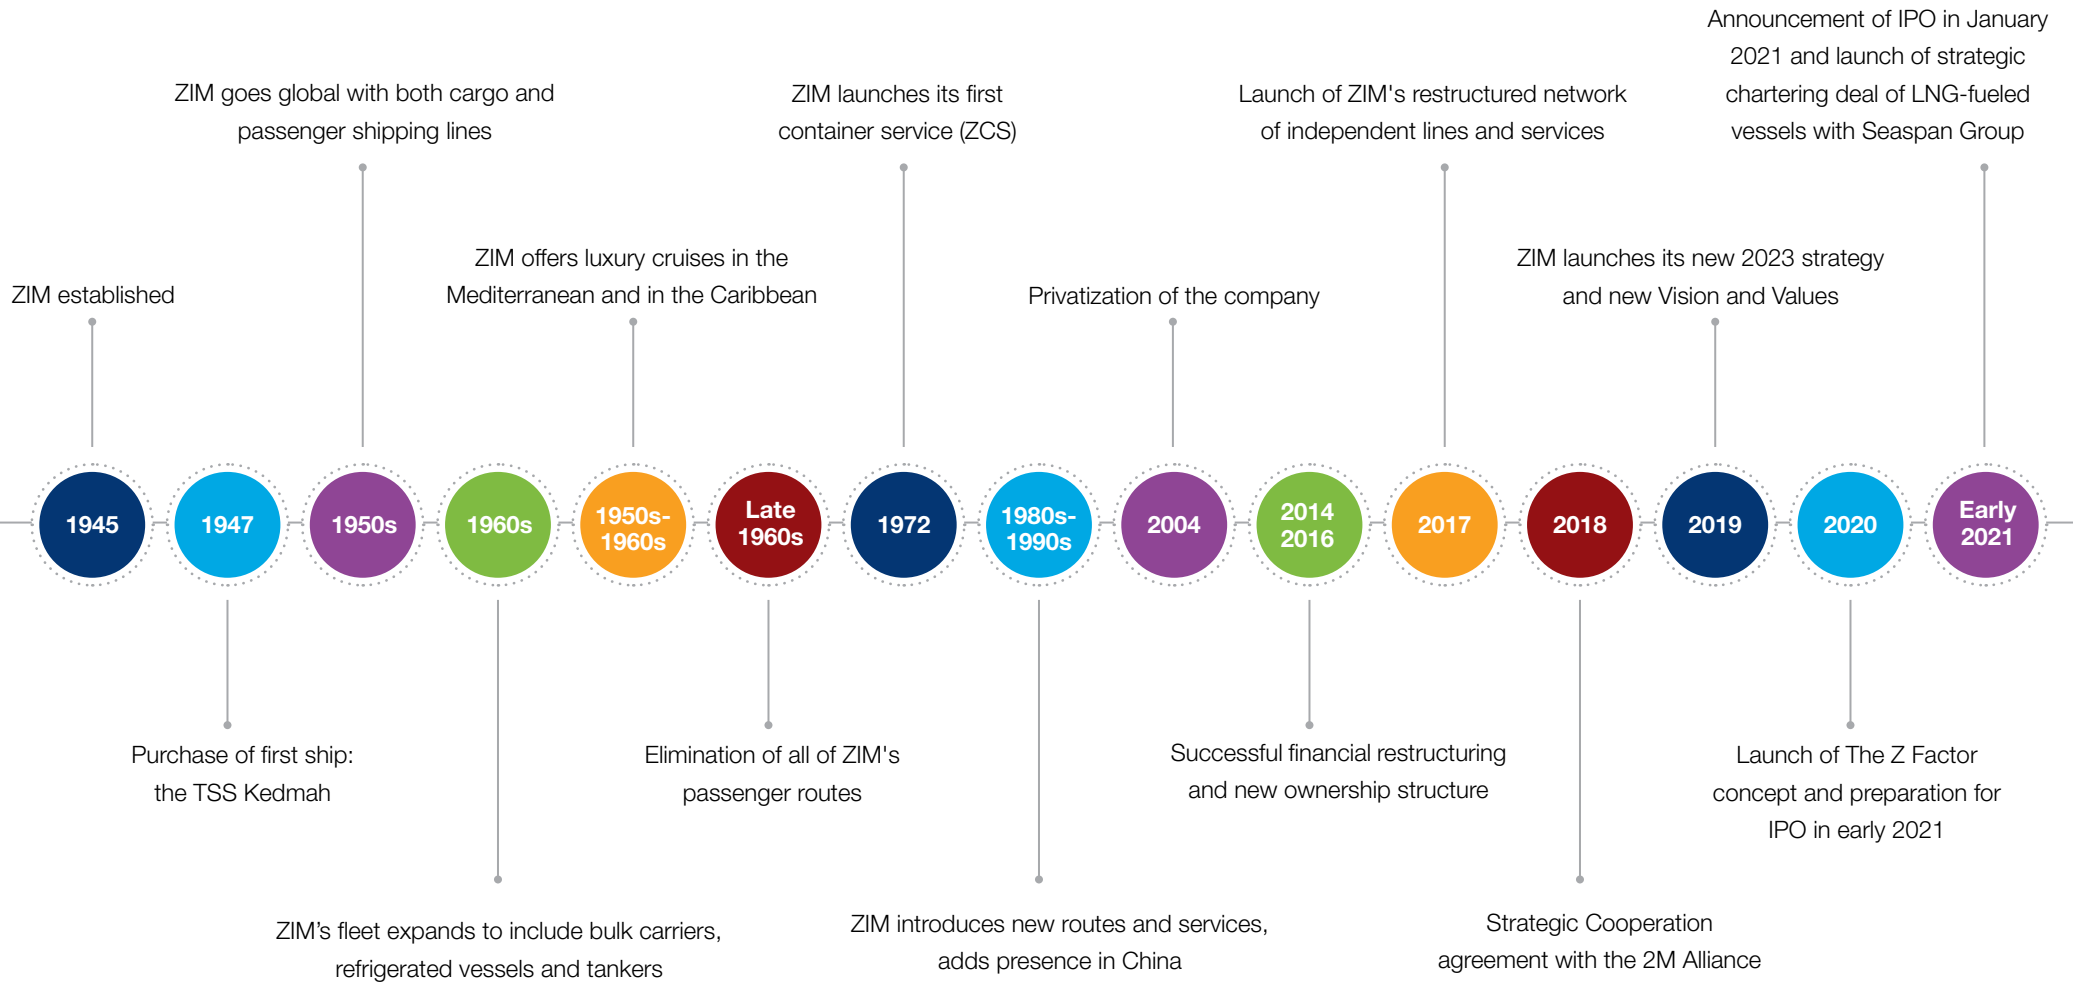 Announcement of IPO in January
2021 and launch of strategic
chartering deal of LNG-fueled
vessels with Seaspan Group
ZIM goes global with both cargo and
passenger shipping lines
ZIM launches its first
container service (ZCS)
Launch of ZIM's restructured network
of independent lines and services
ZIM established
ZIM offers luxury cruises in the
Mediterranean and in the Caribbean
Privatization of the company
ZIM launches its new 2023 strategy
and new Vision and Values
1945
1947
1950s
1960s
1950s-
1960s
Late
1960s
1972
1980s-
1990s
2004
2014
2016
2017
2018
2019
2020
Early
2021
Purchase of first ship:
the TSS Kedmah
Elimination of all of ZIM's
passenger routes
Successful financial restructuring
and new ownership structure
Launch of The Z Factor
concept and preparation for
IPO in early 2021
ZIM’s fleet expands to include bulk carriers,
refrigerated vessels and tankers
ZIM introduces new routes and services,
adds presence in China
Strategic Cooperation
agreement with the 2M Alliance